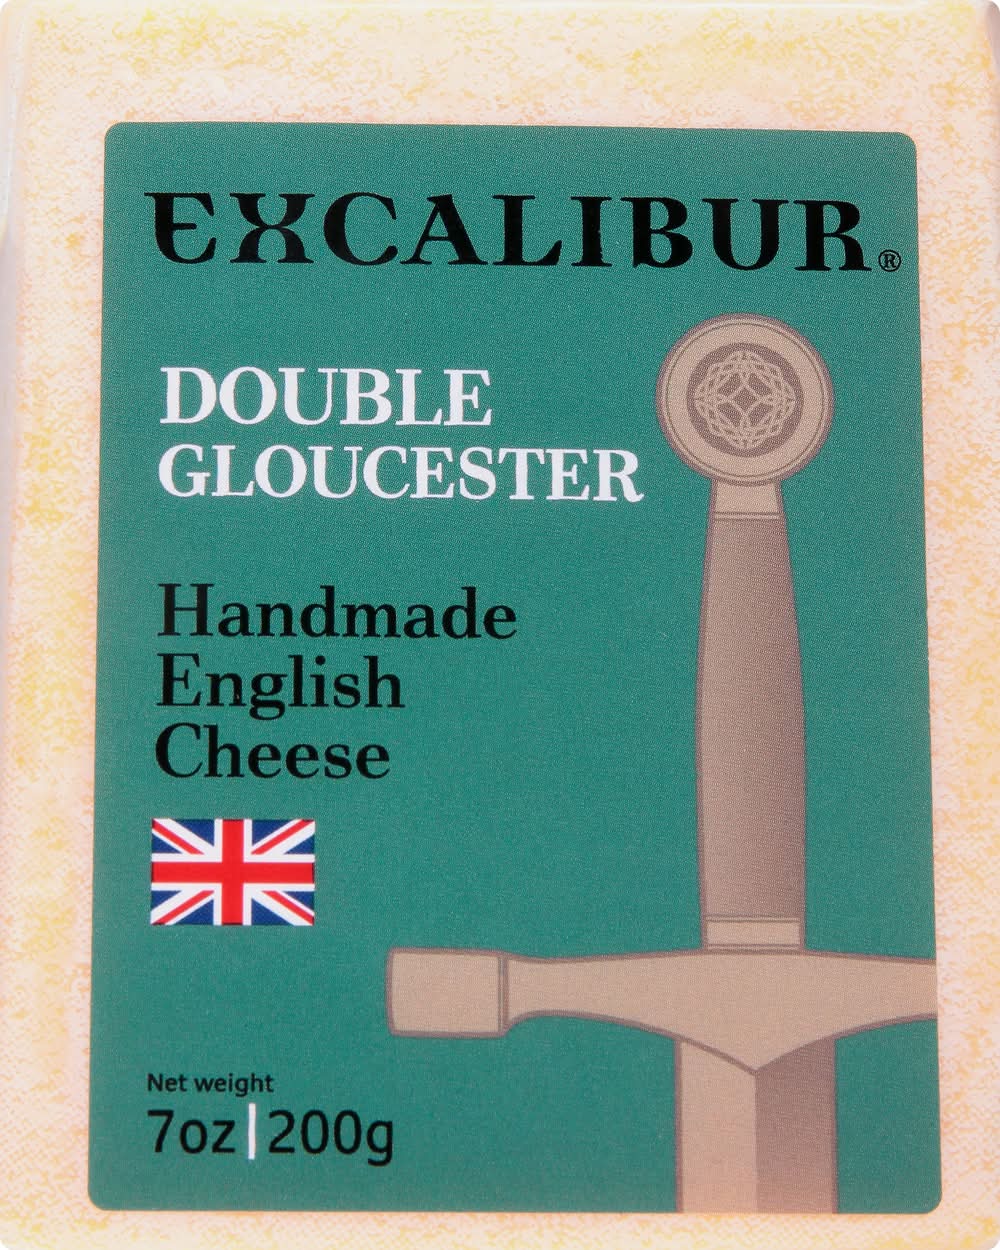 EXCALIBUR®
DOUBLE
GLOUCESTER
Handmade
English
Cheese
Net weight
7oz|200g